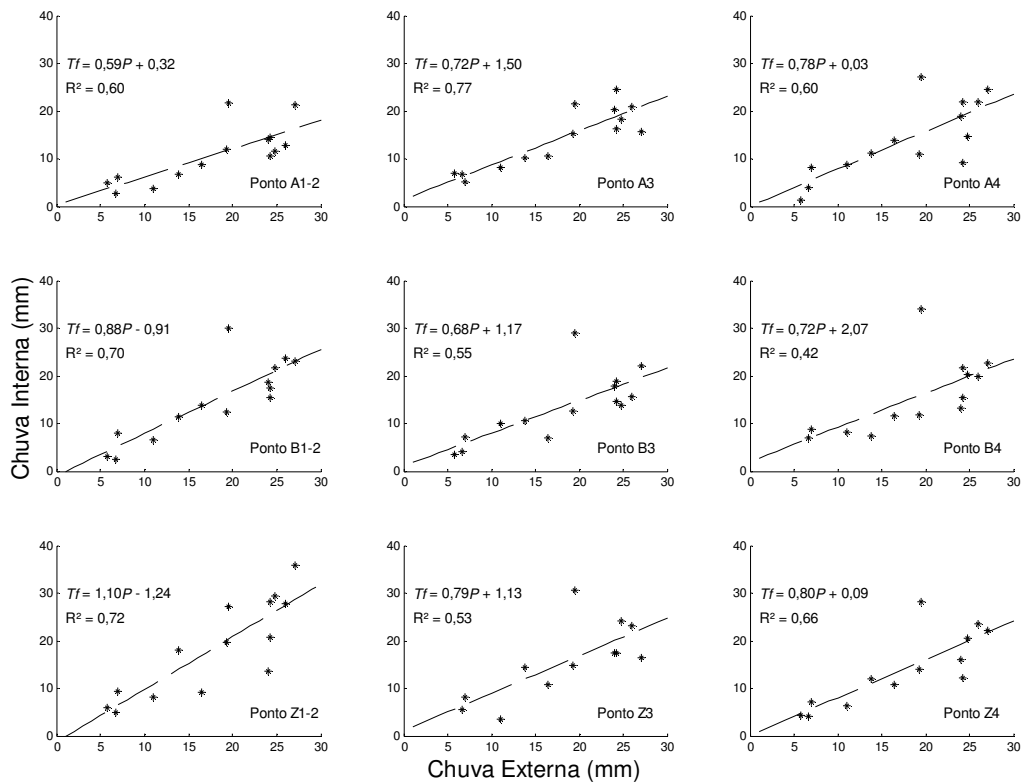 40
30
20
10
0
0 5 10 15 20 25 30
Tf = 0,59P + 0,32
R² = 0,60
Ponto A1-2
40
30
20
10
0
0 5 10 15 20 25 30
Tf = 0,72P + 1,50
R² = 0,77
Ponto A3
40
30
20
10
0
0 5 10 15 20 25 30
Tf = 0,78P + 0,03
R² = 0,60
Ponto A4
Chuva Interna (mm)
40
30
20
10
0
0 5 10 15 20 25 30
Tf = 0,88P - 0,91
R² = 0,70
Ponto B1-2
40
30
20
10
0
0 5 10 15 20 25 30
Tf = 0,68P + 1,17
R² = 0,55
Ponto B3
40
30
20
10
0
0 5 10 15 20 25 30
Tf = 0,72P + 2,07
R² = 0,42
Ponto B4
40
30
20
10
0
0 5 10 15 20 25 30
Tf = 1,10P - 1,24
R² = 0,72
Ponto Z1-2
40
30
20
10
0
0 5 10 15 20 25 30
Tf = 0,79P + 1,13
R² = 0,53
Ponto Z3
40
30
20
10
0
0 5 10 15 20 25 30
Tf = 0,80P + 0,09
R² = 0,66
Ponto Z4
Chuva Externa (mm)